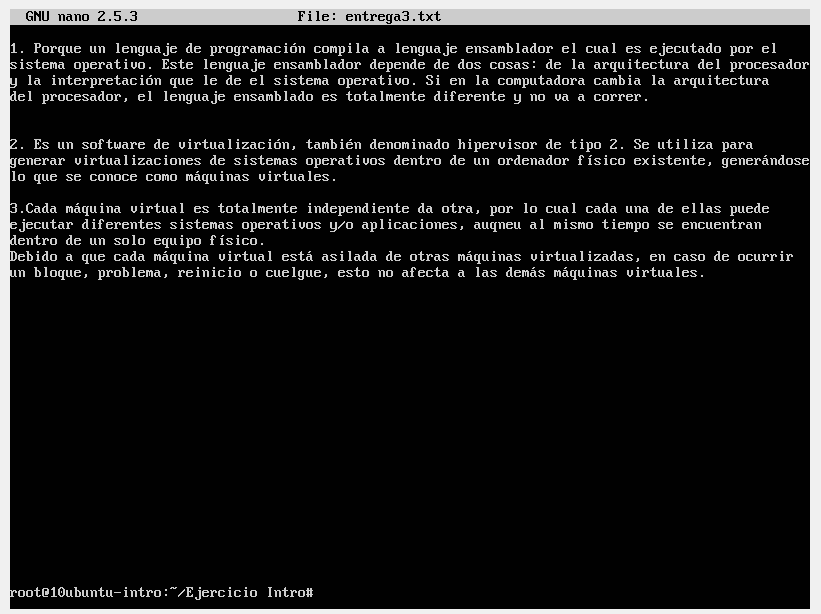 GNU nano 2.5.3 File: entrega3.txt
1. Porque un lenguaje de programación compila a lenguaje ensamblador el cual es ejecutado por el
sistema operativo. Este lenguaje ensamblador depende de dos cosas: de la arquitectura del procesador
y la interpretación que le de el sistema operativo. Si en la computadora cambia la arquitectura
del procesador, el lenguaje ensamblado es totalmente diferente y no va a correr.
2. Es un software de virtualización, también denominado hipervisor de tipo 2. Se utiliza para
generar virtualizaciones de sistemas operativos dentro de un ordenador físico existente, generándose
lo que se conoce como máquinas virtuales.
3.Cada máquina virtual es totalmente independiente da otra, por lo cual cada una de ellas puede
ejecutar diferentes sistemas operativos y/o aplicaciones, auqneu al mismo tiempo se encuentran
dentro de un solo equipo físico.
Debido a que cada máquina virtual está asilada de otras máquinas virtualizadas, en caso de ocurrir
un bloque, problema, reinicio o cuelgue, esto no afecta a las demás máquinas virtuales.
root@10ubuntu-intro:~/Ejercicio Intro#